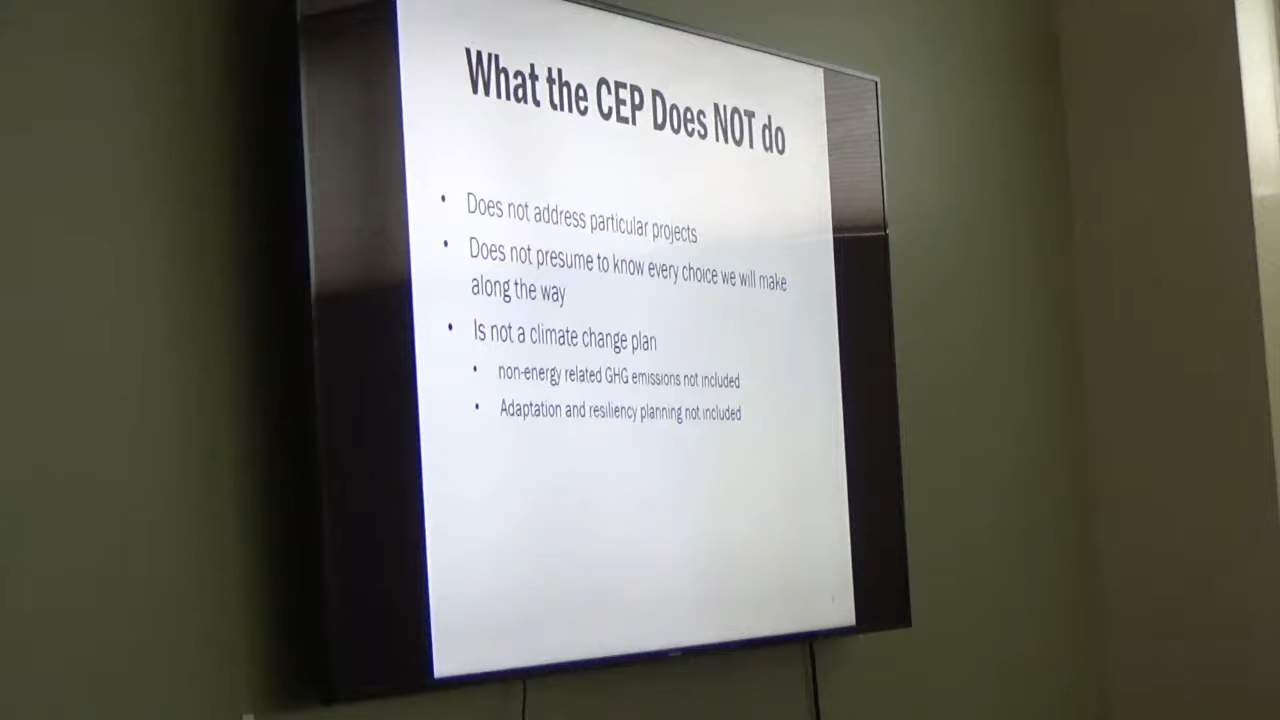 What the CEP Does NOT do
• Does not address particular projects
• Does not presume to know every choice we will make
along the way
• Is not a climate change plan
• non-energy related GHG emissions not included
• Adaptation and resiliency planning not included